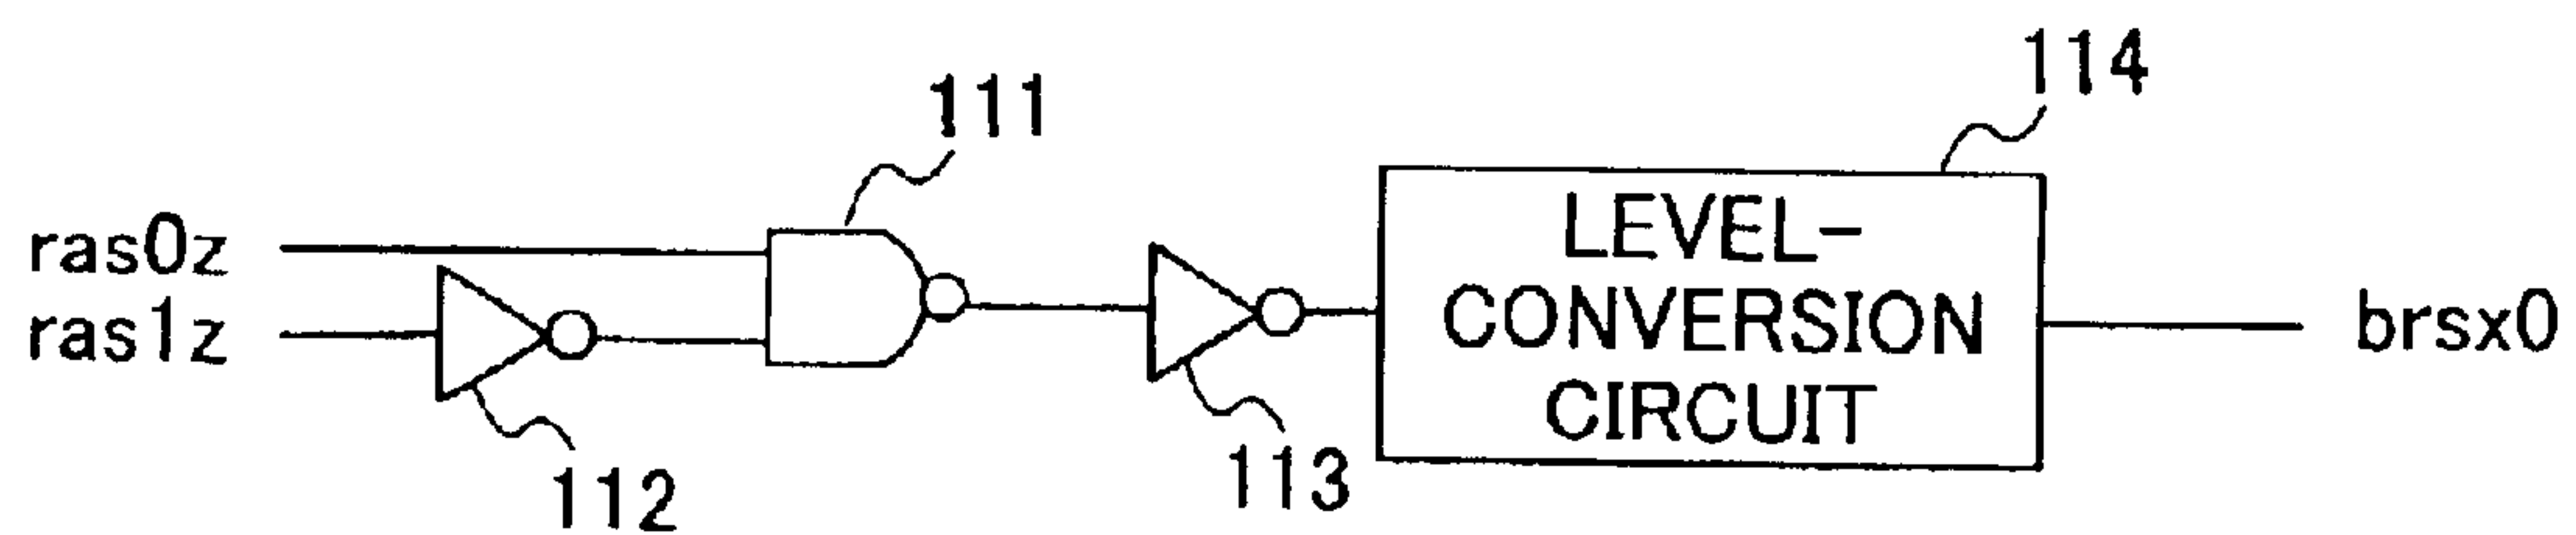 114
111
ras0z
ras1z
LEVEL-
CONVERSION
CIRCUIT
brsx0
112
113